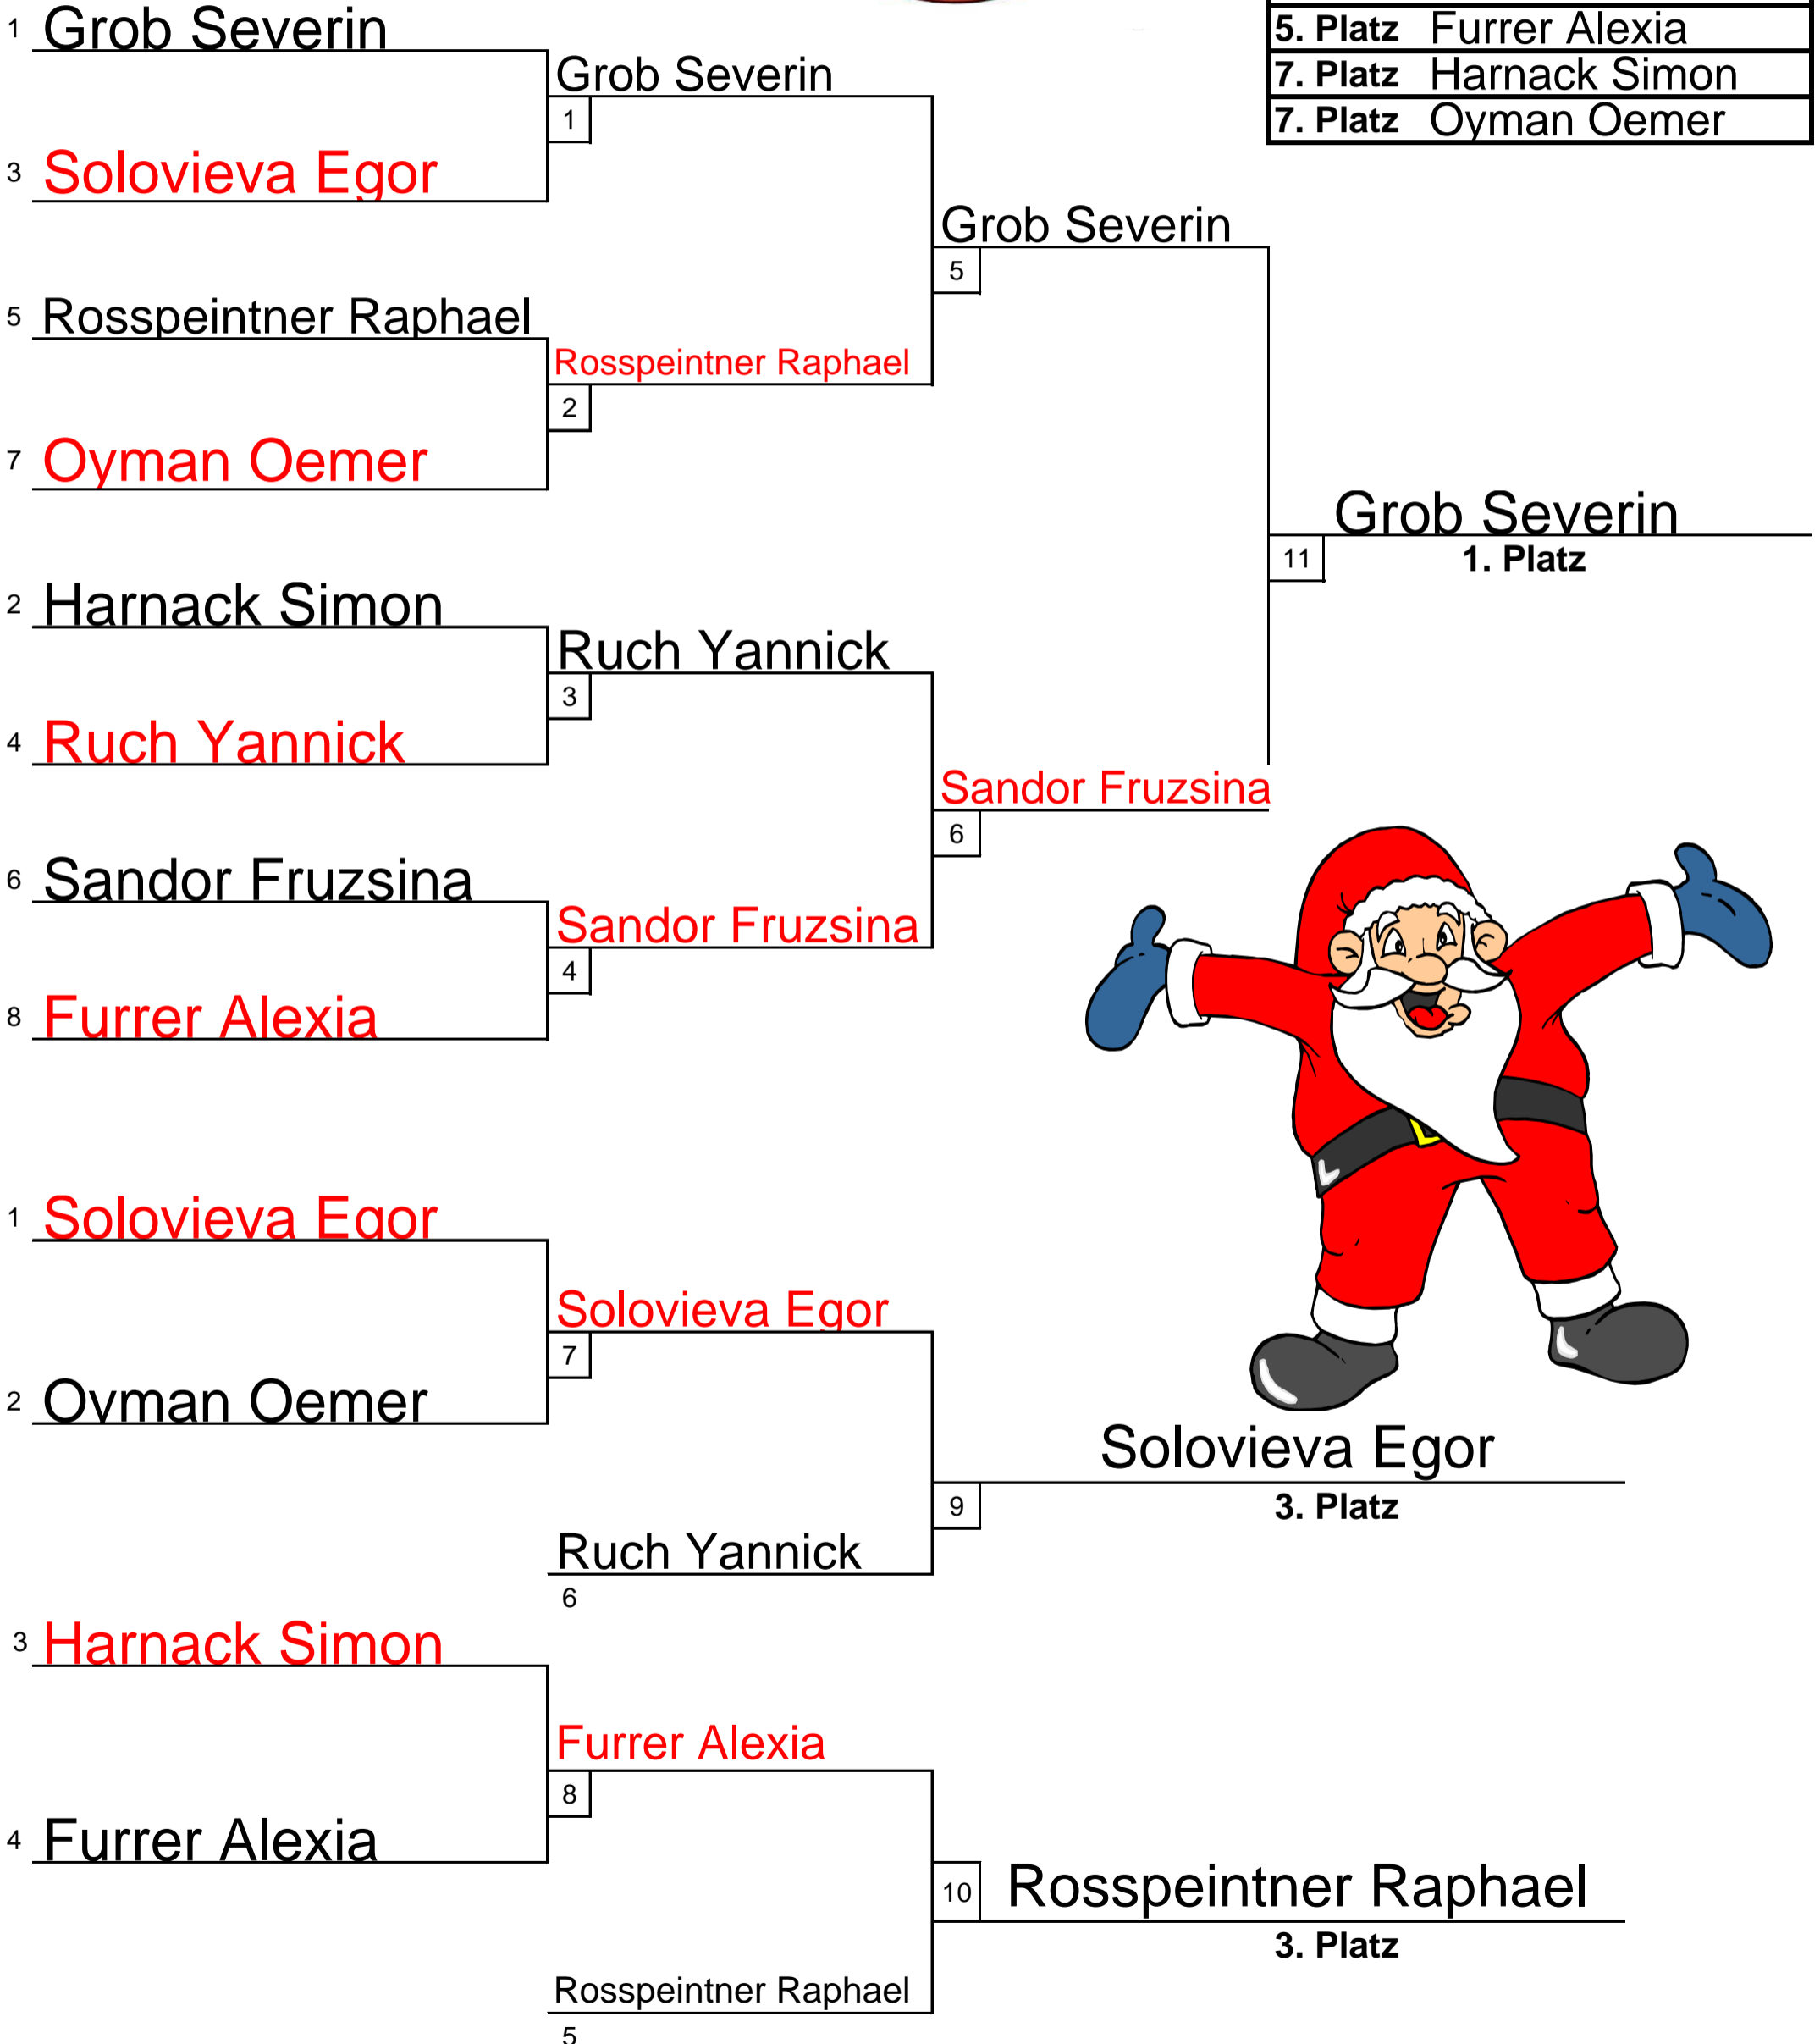 1 Grob Severin
5. Platz Furrer Alexia
Grob Severin
7. Platz Harnack Simon
1
7. Platz Oyman Oemer
3 Solovieva Egor
Grob Severin
5
5 Rosspeintner Raphael
Rosspeintner Raphael
2
7 Oyman Oemer
Grob Severin
11 1. Platz
2 Harnack Simon
Ruch Yannick
3
4 Ruch Yannick
Sandor Fruzsina
6
6 Sandor Fruzsina
Sandor Fruzsina
4
8 Furrer Alexia
1 Solovieva Egor
Solovieva Egor
7
2 Oyman Oemer
Solovieva Egor
9 3. Platz
Ruch Yannick
6
3 Harnack Simon
Furrer Alexia
8
4 Furrer Alexia
10 Rosspeintner Raphael
3. Platz
Rosspeintner Raphael
5